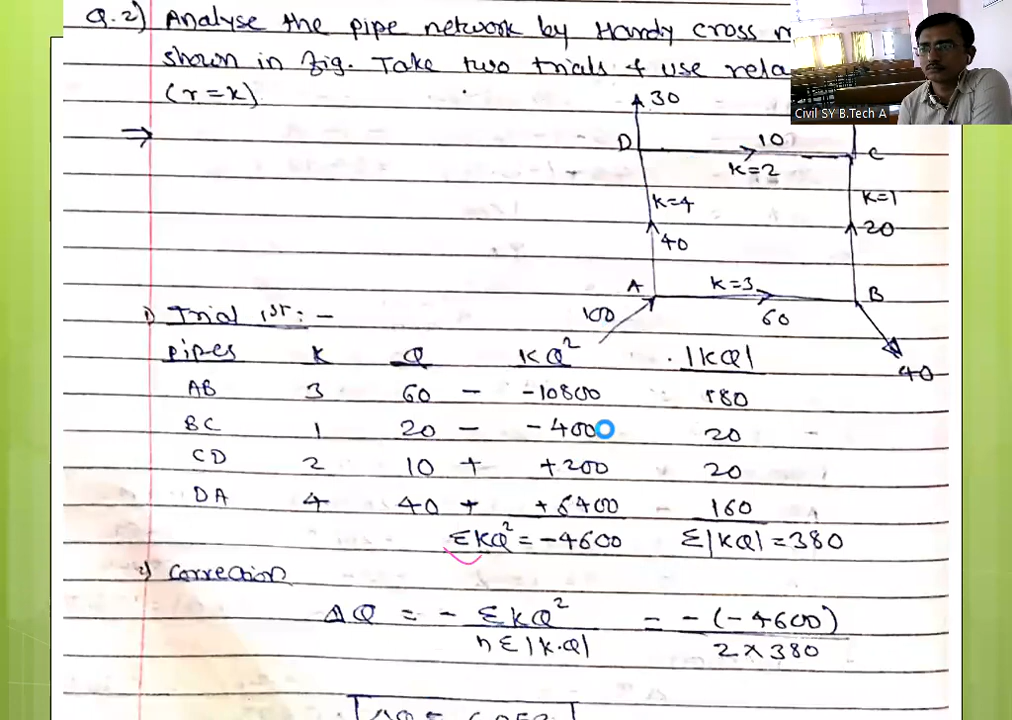 Q.2) Analyse the pipe network by Hardy cross
shown in fig. Take two trials & use
(r=k)
Civil SY B.Tech A
30
D 10 C
k=2
k=4 k=1
40 20
A k=3 B
100 60
40
1) Trial 1st: -
pipes K Q KQ² |KQ|
AB 3 60 - -10800 180
BC 1 20 - -400 20
CD 2 10 + +200 20
DA 4 40 + +6400 160
ΣKQ² = -4600 Σ|KQ| = 380
2) Correction
ΔQ = - ΣKQ² / nΣ|K.Q| = -(-4600) / 2×380